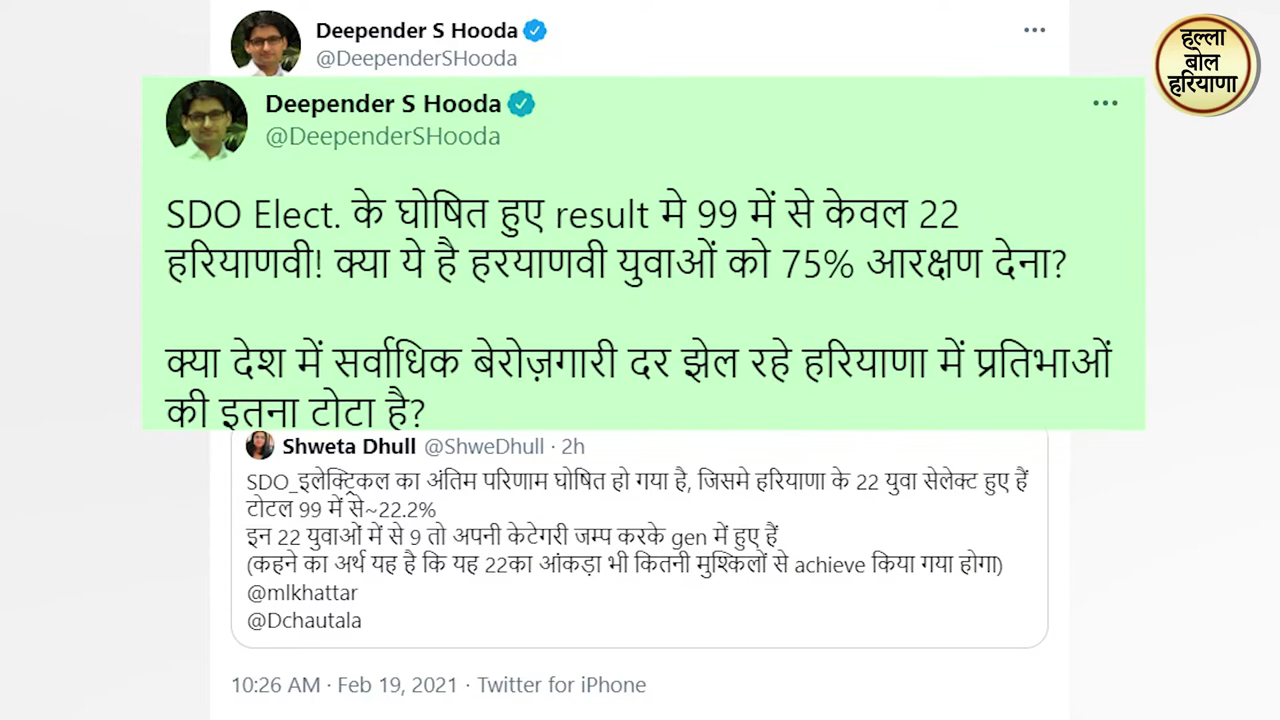 Deepender S Hooda
@DeependerSHooda
हल्ला
बोल
हरियाणा
Deepender S Hooda
@DeependerSHooda
SDO Elect. के घोषित हुए result मे 99 में से केवल 22
हरियाणवी! क्या ये है हरयाणवी युवाओं को 75% आरक्षण देना?
क्या देश में सर्वाधिक बेरोज़गारी दर झेल रहे हरियाणा में प्रतिभाओं
की इतना टोटा है?
Shweta Dhull @ShweDhull · 2h
SDO_इलेक्ट्रिकल का अंतिम परिणाम घोषित हो गया है, जिसमे हरियाणा के 22 युवा सेलेक्ट हुए हैं
टोटल 99 में से~22.2%
इन 22 युवाओं में से 9 तो अपनी केटेगरी जम्प करके gen में हुए हैं
(कहने का अर्थ यह है कि यह 22का आंकड़ा भी कितनी मुश्किलों से achieve किया गया होगा)
@mlkhattar
@Dchautala
10:26 AM · Feb 19, 2021 · Twitter for iPhone